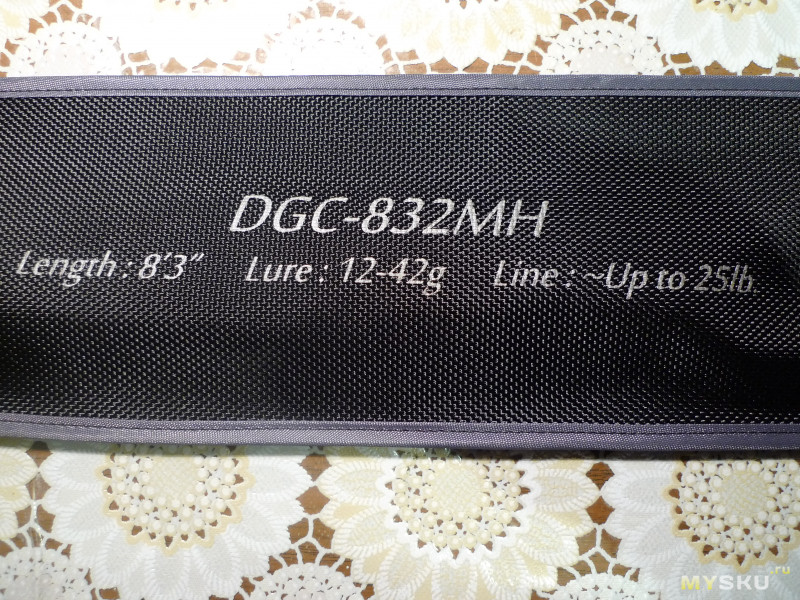 DGC-832MH
Length : 8'3" Lure : 12-42g Line : ~Up to 25lb.
MYSKU.ru